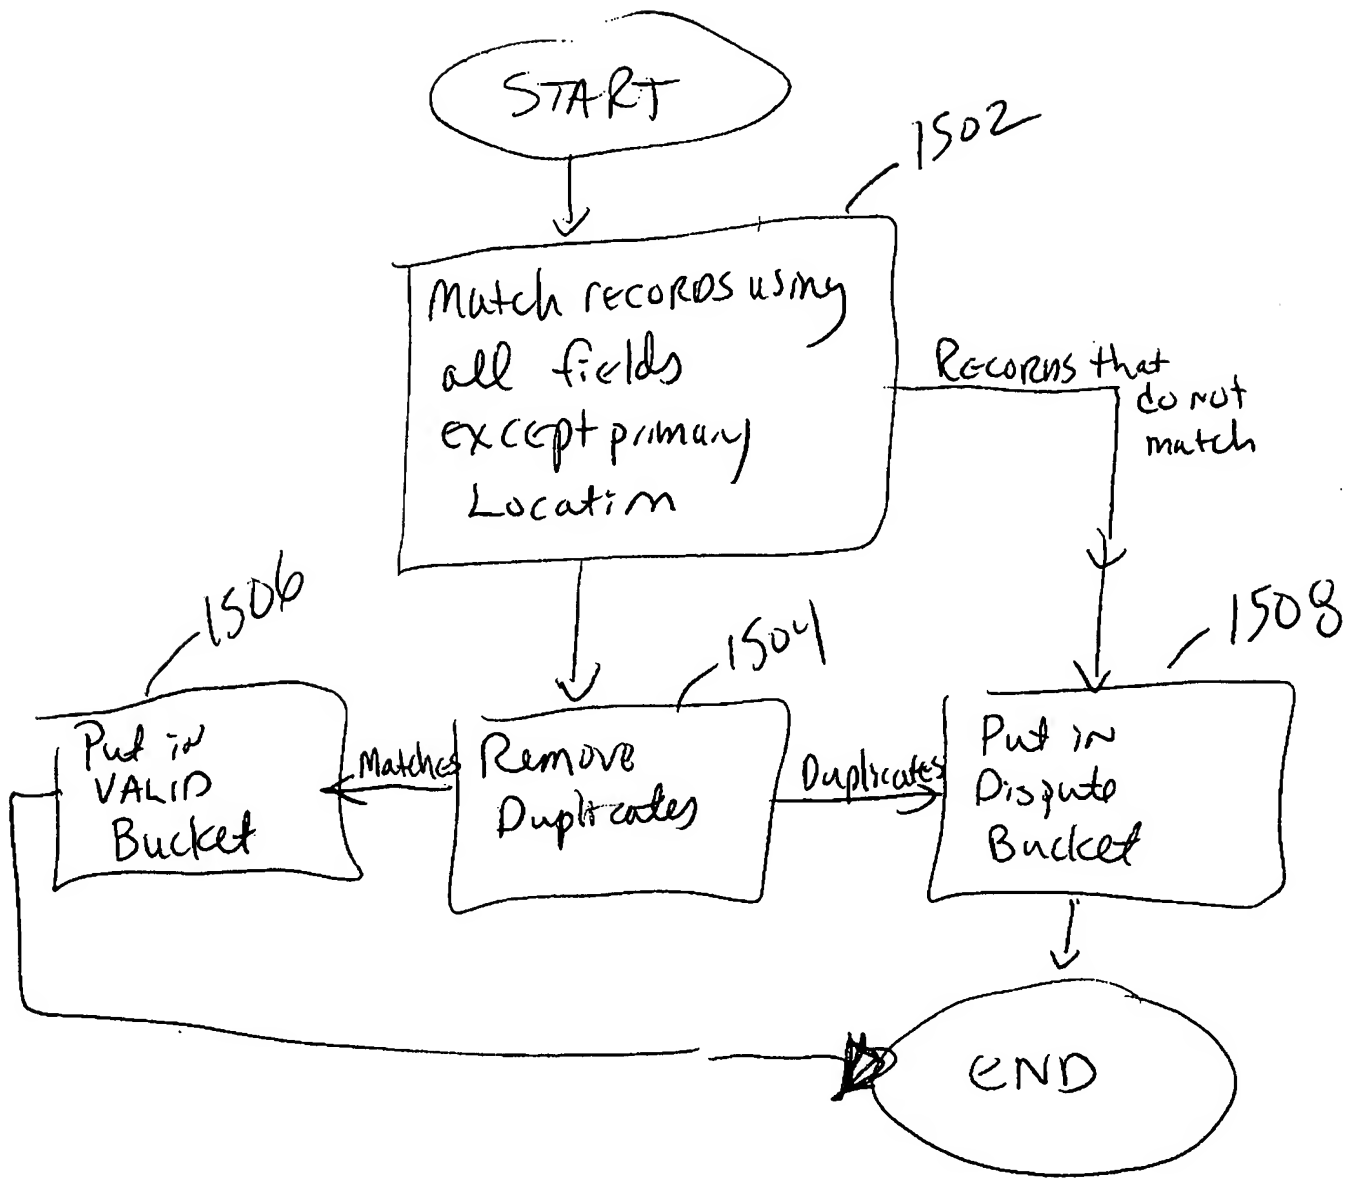 START
1502
Match records using
all fields
except primary
Location
Records that
do not
match
1506
1504
1508
Put in
VALID
Bucket
Matches
Remove
Duplicates
Duplicates
Put in
Dispute
Bucket
END